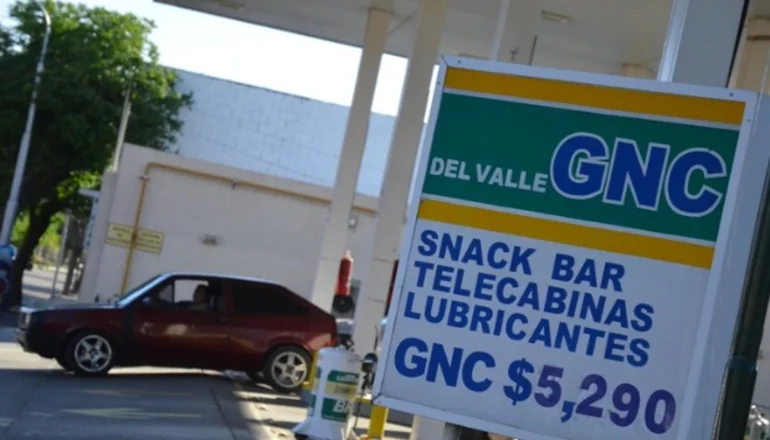 DEL VALLE GNC
SNACK BAR
TELECABINAS
LUBRICANTES
GNC $5,290